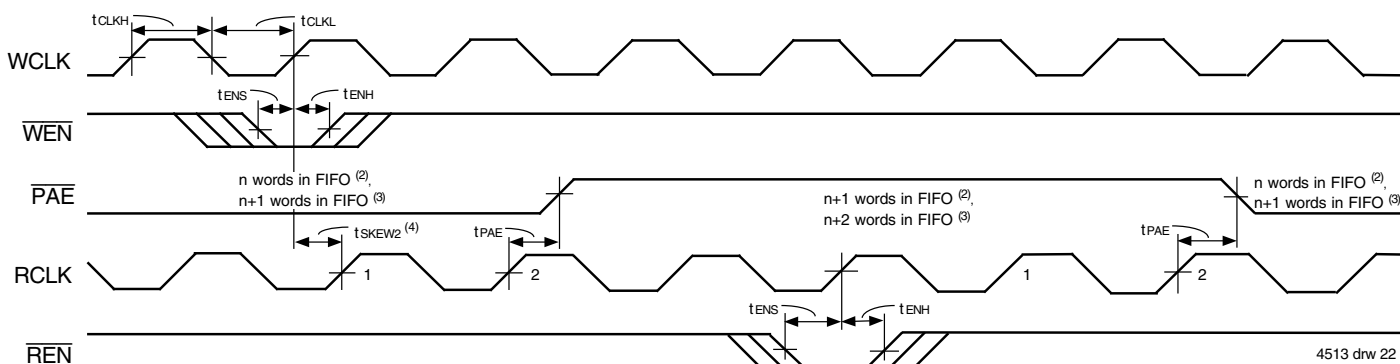 tCLKH
tCLKL
WCLK
tENS
tENH
WEN
n words in FIFO (2),
n+1 words in FIFO (3)
PAE
n+1 words in FIFO (2),
n+2 words in FIFO (3)
n words in FIFO (2),
n+1 words in FIFO (3)
tSKEW2 (4)
tPAE
tPAE
RCLK
1
2
1
2
tENS
tENH
REN
4513 drw 22